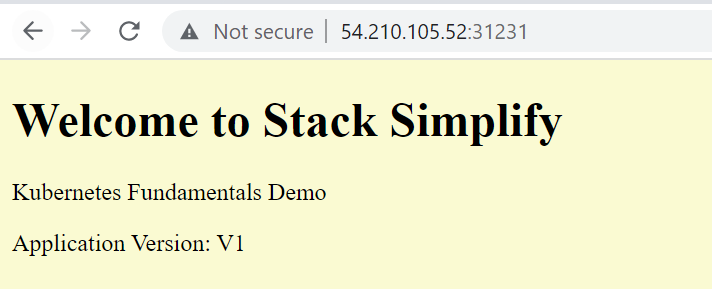 Not secure | 54.210.105.52:31231
Welcome to Stack Simplify
Kubernetes Fundamentals Demo
Application Version: V1